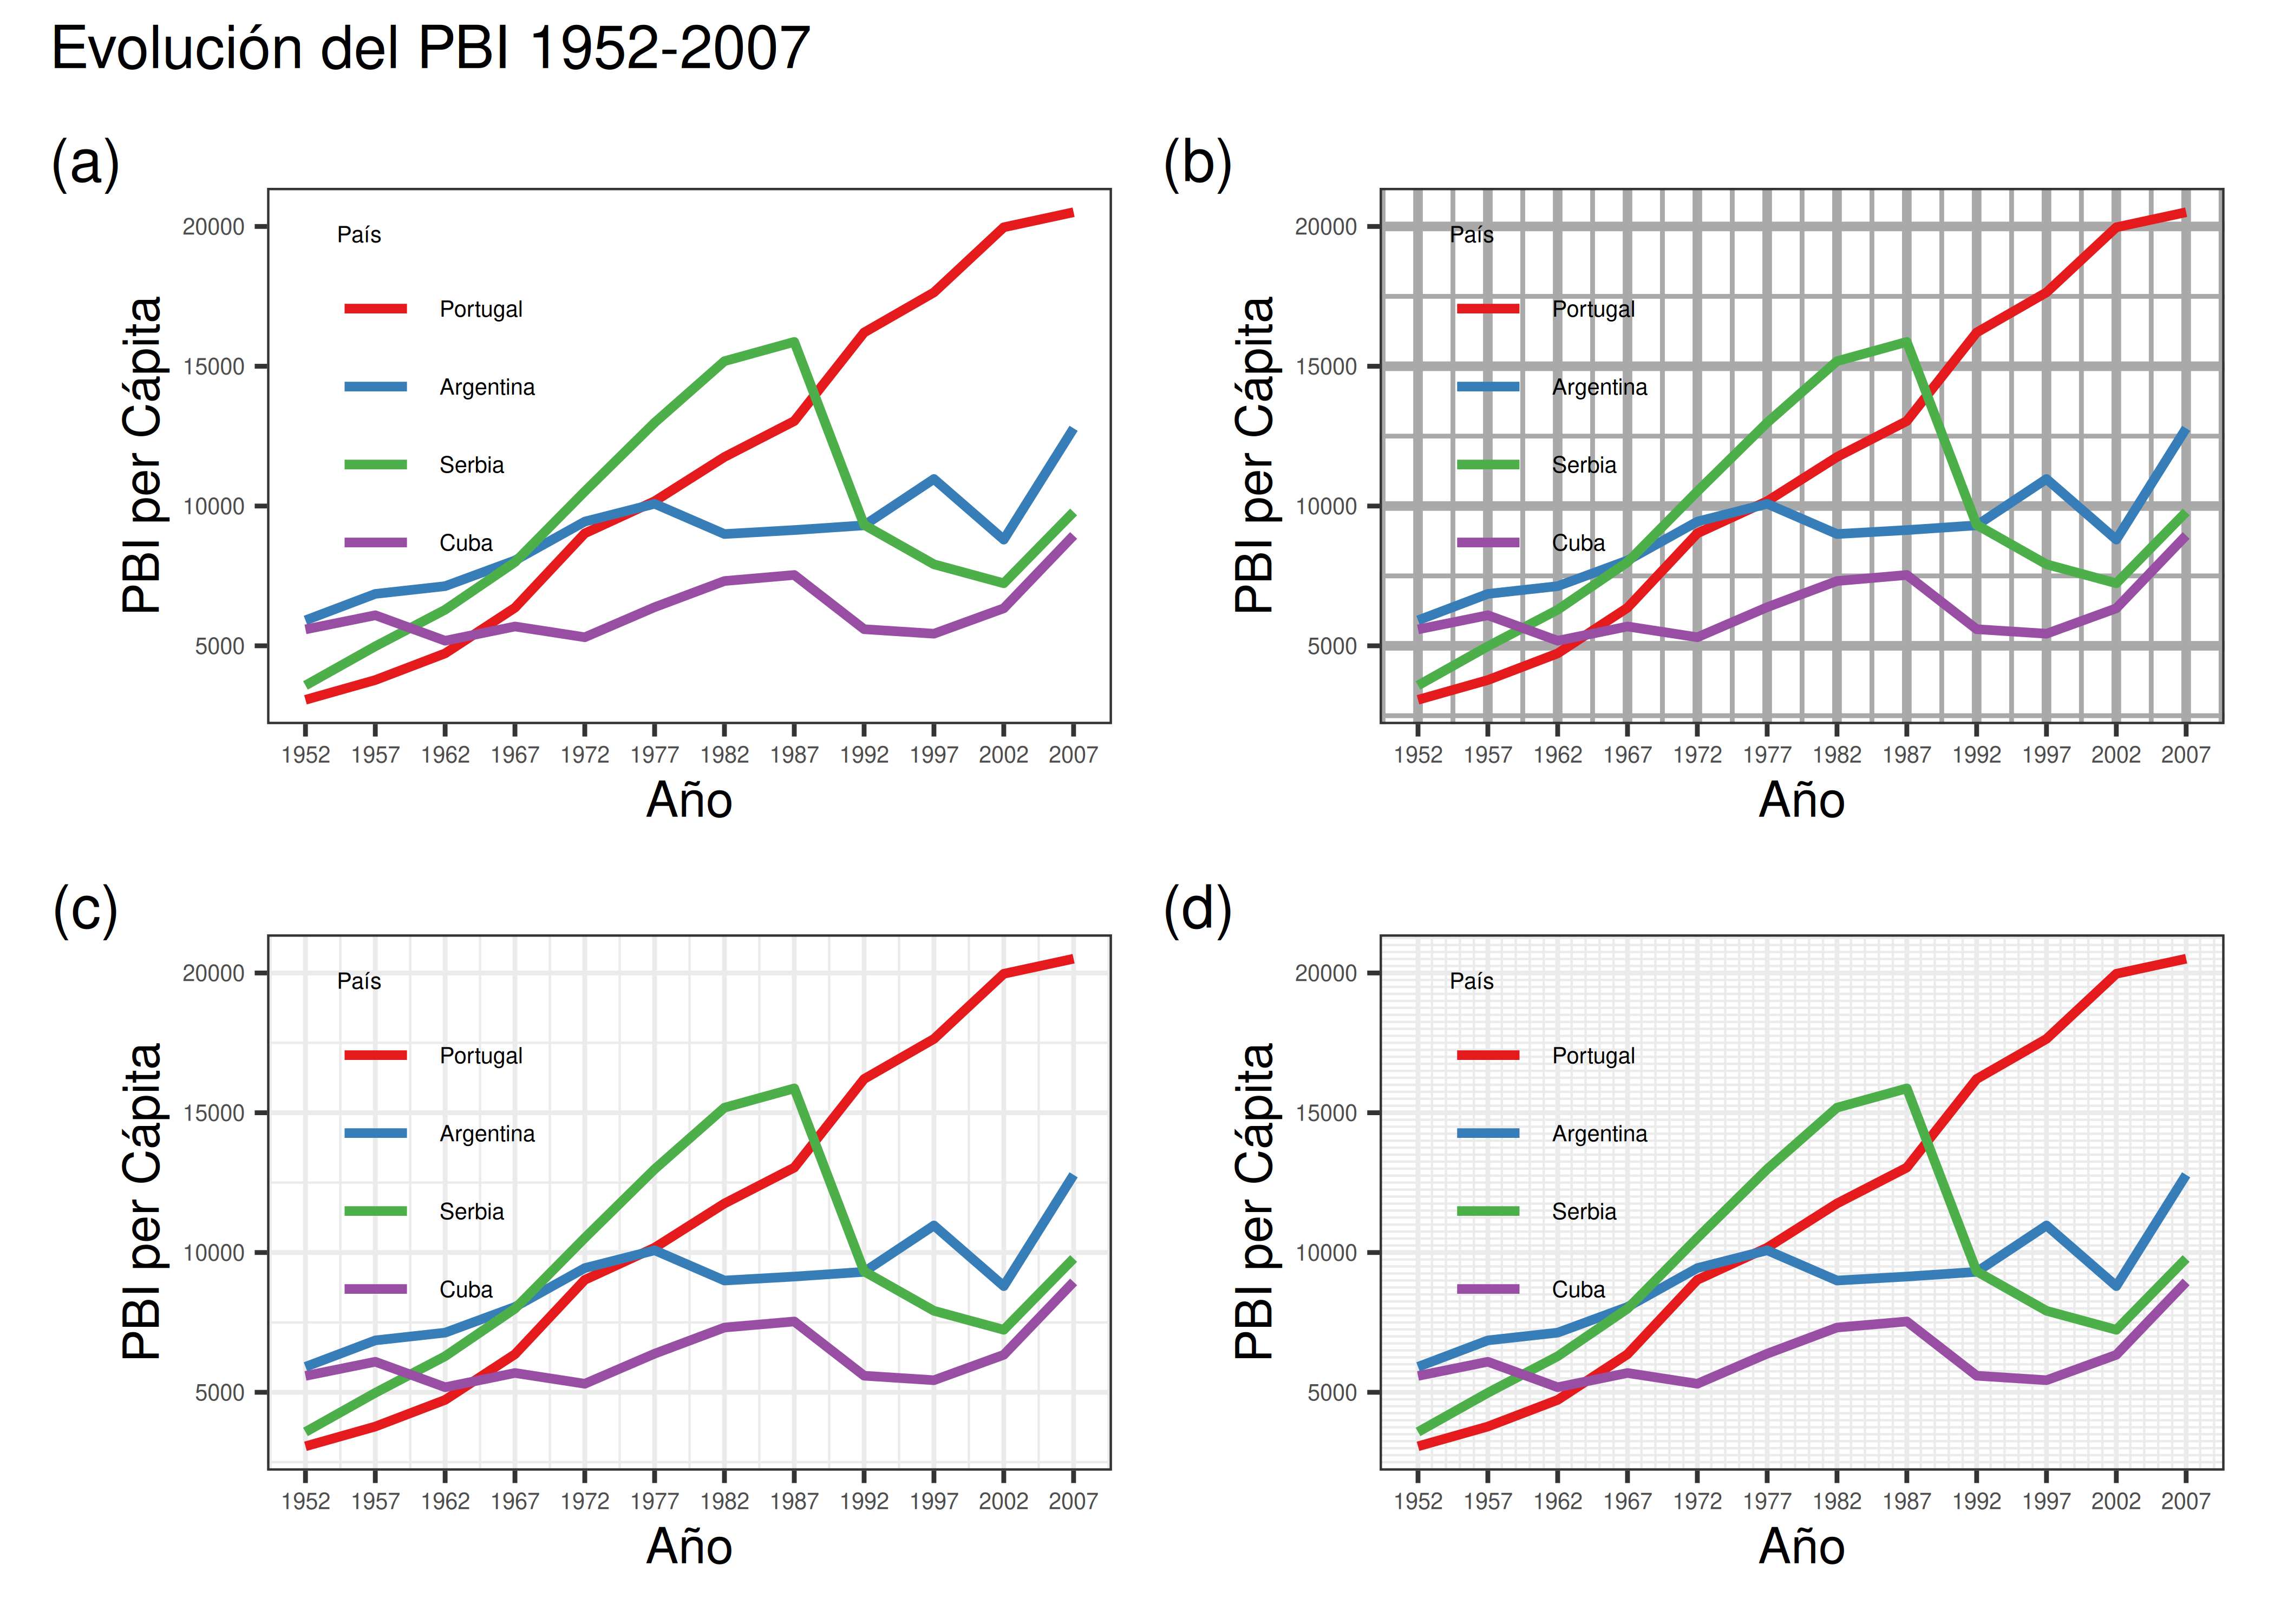 Evolución del PBI 1952-2007
(a)
País
Portugal
Argentina
Serbia
Cuba
20000
15000
10000
5000
PBI per Cápita
1952 1957 1962 1967 1972 1977 1982 1987 1992 1997 2002 2007
Año
(b)
País
Portugal
Argentina
Serbia
Cuba
20000
15000
10000
5000
PBI per Cápita
1952 1957 1962 1967 1972 1977 1982 1987 1992 1997 2002 2007
Año
(c)
País
Portugal
Argentina
Serbia
Cuba
20000
15000
10000
5000
PBI per Cápita
1952 1957 1962 1967 1972 1977 1982 1987 1992 1997 2002 2007
Año
(d)
País
Portugal
Argentina
Serbia
Cuba
20000
15000
10000
5000
PBI per Cápita
1952 1957 1962 1967 1972 1977 1982 1987 1992 1997 2002 2007
Año